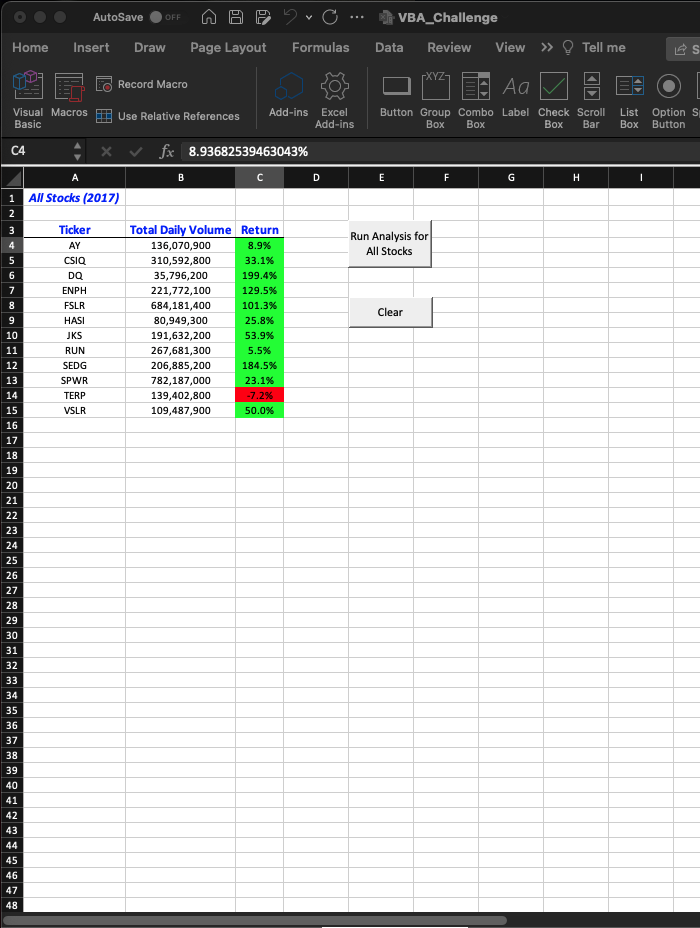 AutoSave OFF ... VBA_Challenge
Home Insert Draw Page Layout Formulas Data Review View >> Tell me S
Visual Basic
Macros
Record Macro
Use Relative References
Add-ins
Excel Add-ins
Button
XYZ
Group Box
Combo Box
Aa
Label
Check Box
Scroll Bar
List Box
Option Button
Sp
C4 fx 8.93682539463043%
A B C D E F G H I
1 All Stocks (2017)
2
3 Ticker Total Daily Volume Return
4 AY 136,070,900 8.9%
5 CSIQ 310,592,800 33.1%
6 DQ 35,796,200 199.4%
7 ENPH 221,772,100 129.5%
8 FSLR 684,181,400 101.3%
9 HASI 80,949,300 25.8%
10 JKS 191,632,200 53.9%
11 RUN 267,681,300 5.5%
12 SEDG 206,885,200 184.5%
13 SPWR 782,187,000 23.1%
14 TERP 139,402,800 -7.2%
15 VSLR 109,487,900 50.0%
Run Analysis for
All Stocks
Clear
16
17
18
19
20
21
22
23
24
25
26
27
28
29
30
31
32
33
34
35
36
37
38
39
40
41
42
43
44
45
46
47
48